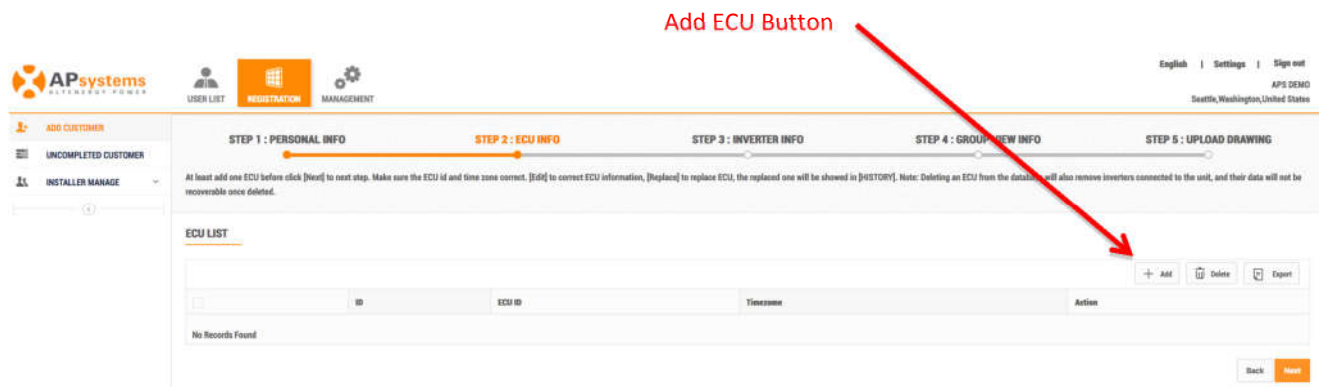 Add ECU Button
APsystems
ALTENERGY POWER
USER LIST
REGISTRATION
MANAGEMENT
English | Settings | Sign out
APS DEMO
Seattle,Washington,United States
ADD CUSTOMER
UNCOMPLETED CUSTOMER
INSTALLER MANAGE
STEP 1 : PERSONAL INFO
STEP 2 : ECU INFO
STEP 3 : INVERTER INFO
STEP 4 : GROUP VIEW INFO
STEP 5 : UPLOAD DRAWING
At least add one ECU before click [Next] to next step. Make sure the ECU id and time zone correct. [Edit] to correct ECU information, [Replace] to replace ECU, the replaced one will be showed in [HISTORY]. Note: Deleting an ECU from the database will also remove inverters connected to the unit, and their data will not be
recoverable once deleted.
ECU LIST
Add Delete Export
ID ECU ID Timezone Action
No Records Found
Back Next